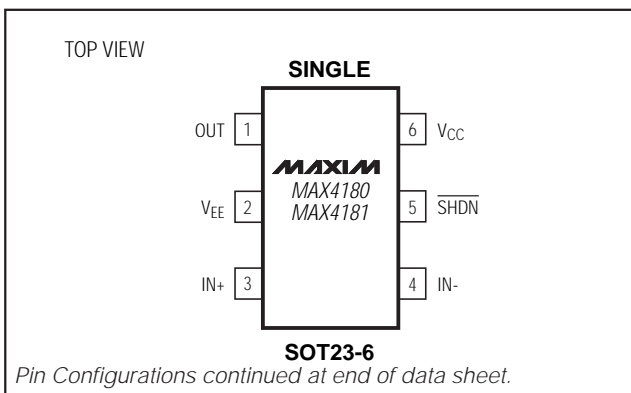 TOP VIEW
SINGLE
OUT 1
6 VCC
MAXIM
MAX4180
MAX4181
VEE 2
5 SHDN
IN+ 3
4 IN-
SOT23-6
Pin Configurations continued at end of data sheet.